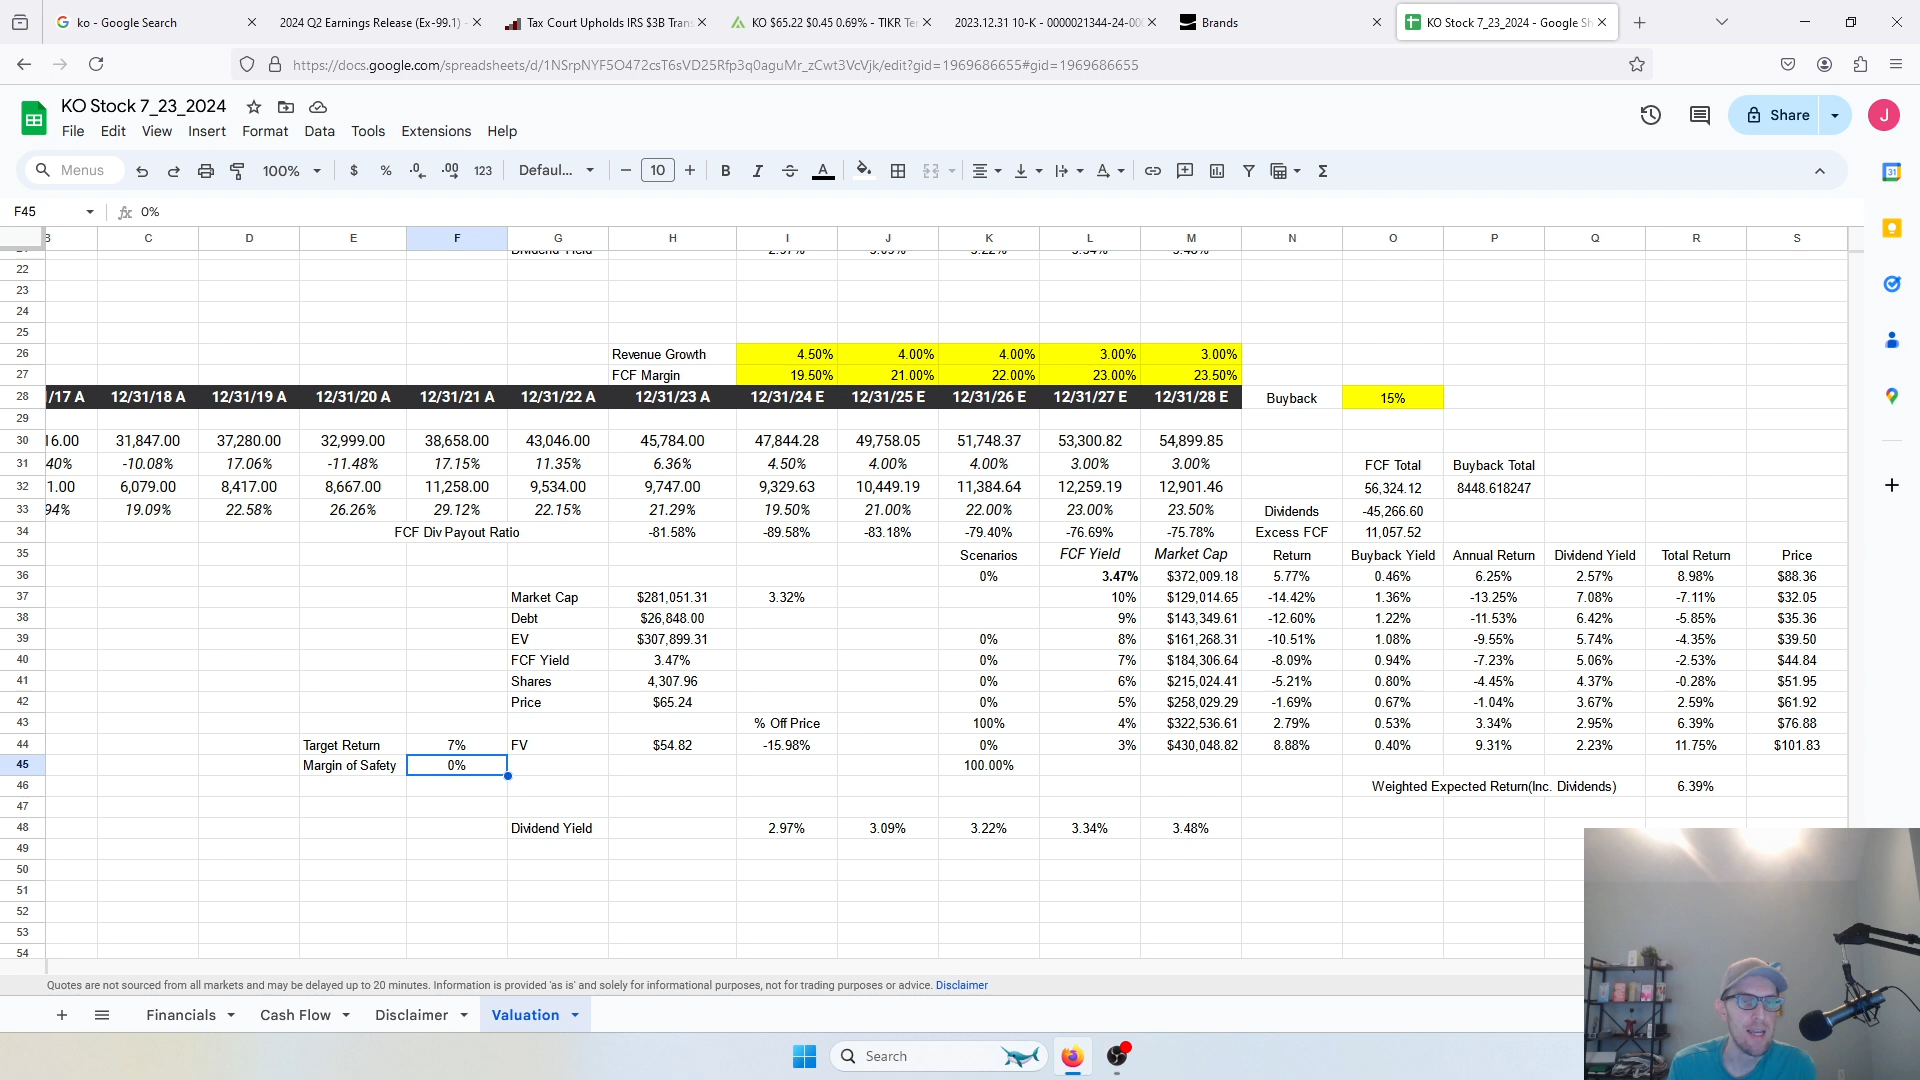 ko - Google Search
2024 Q2 Earnings Release (Ex-99.1) -
Tax Court Upholds IRS $3B Tran
KO $65.22 $0.45 0.69% - TIKR Te
2023.12.31 10-K - 0000021344-24-00
Brands
KO Stock 7_23_2024 - Google Sh
https://docs.google.com/spreadsheets/d/1NSrpNYF5O472csT6sVD25Rfp3q0aguMr_zCwt3VcVjk/edit?gid=1969686655#gid=1969686655
KO Stock 7_23_2024
File Edit View Insert Format Data Tools Extensions Help
Share
J
Menus 100% $ % .0 .00 123 Defaul... 10 B I A
F45 fx 0%
B C D E F G H I J K L M N O P Q R S
Dividend Yield 2.97% 3.09% 3.22% 3.34% 3.48%
22
23
24
25
26 Revenue Growth 4.50% 4.00% 4.00% 3.00% 3.00%
27 FCF Margin 19.50% 21.00% 22.00% 23.00% 23.50%
28 /17 A 12/31/18 A 12/31/19 A 12/31/20 A 12/31/21 A 12/31/22 A 12/31/23 A 12/31/24 E 12/31/25 E 12/31/26 E 12/31/27 E 12/31/28 E Buyback 15%
29
30 16.00 31,847.00 37,280.00 32,999.00 38,658.00 43,046.00 45,784.00 47,844.28 49,758.05 51,748.37 53,300.82 54,899.85
31 40% -10.08% 17.06% -11.48% 17.15% 11.35% 6.36% 4.50% 4.00% 4.00% 3.00% 3.00% FCF Total Buyback Total
32 1.00 6,079.00 8,417.00 8,667.00 11,258.00 9,534.00 9,747.00 9,329.63 10,449.19 11,384.64 12,259.19 12,901.46 56,324.12 8448.618247
33 94% 19.09% 22.58% 26.26% 29.12% 22.15% 21.29% 19.50% 21.00% 22.00% 23.00% 23.50% Dividends -45,266.60
34 FCF Div Payout Ratio -81.58% -89.58% -83.18% -79.40% -76.69% -75.78% Excess FCF 11,057.52
35 Scenarios FCF Yield Market Cap Return Buyback Yield Annual Return Dividend Yield Total Return Price
36 0% 3.47% $372,009.18 5.77% 0.46% 6.25% 2.57% 8.98% $88.36
37 Market Cap $281,051.31 3.32% 10% $129,014.65 -14.42% 1.36% -13.25% 7.08% -7.11% $32.05
38 Debt $26,848.00 9% $143,349.61 -12.60% 1.22% -11.53% 6.42% -5.85% $35.36
39 EV $307,899.31 0% 8% $161,268.31 -10.51% 1.08% -9.55% 5.74% -4.35% $39.50
40 FCF Yield 3.47% 0% 7% $184,306.64 -8.09% 0.94% -7.23% 5.06% -2.53% $44.84
41 Shares 4,307.96 0% 6% $215,024.41 -5.21% 0.80% -4.45% 4.37% -0.28% $51.95
42 Price $65.24 0% 5% $258,029.29 -1.69% 0.67% -1.04% 3.67% 2.59% $61.92
43 % Off Price 100% 4% $322,536.61 2.79% 0.53% 3.34% 2.95% 6.39% $76.88
44 Target Return 7% FV $54.82 -15.98% 0% 3% $430,048.82 8.88% 0.40% 9.31% 2.23% 11.75% $101.83
45 Margin of Safety 0% 100.00%
46 Weighted Expected Return(Inc. Dividends) 6.39%
47
48 Dividend Yield 2.97% 3.09% 3.22% 3.34% 3.48%
49
50
51
52
53
54
Quotes are not sourced from all markets and may be delayed up to 20 minutes. Information is provided 'as is' and solely for informational purposes, not for trading purposes or advice. Disclaimer
Financials Cash Flow Disclaimer Valuation
Search